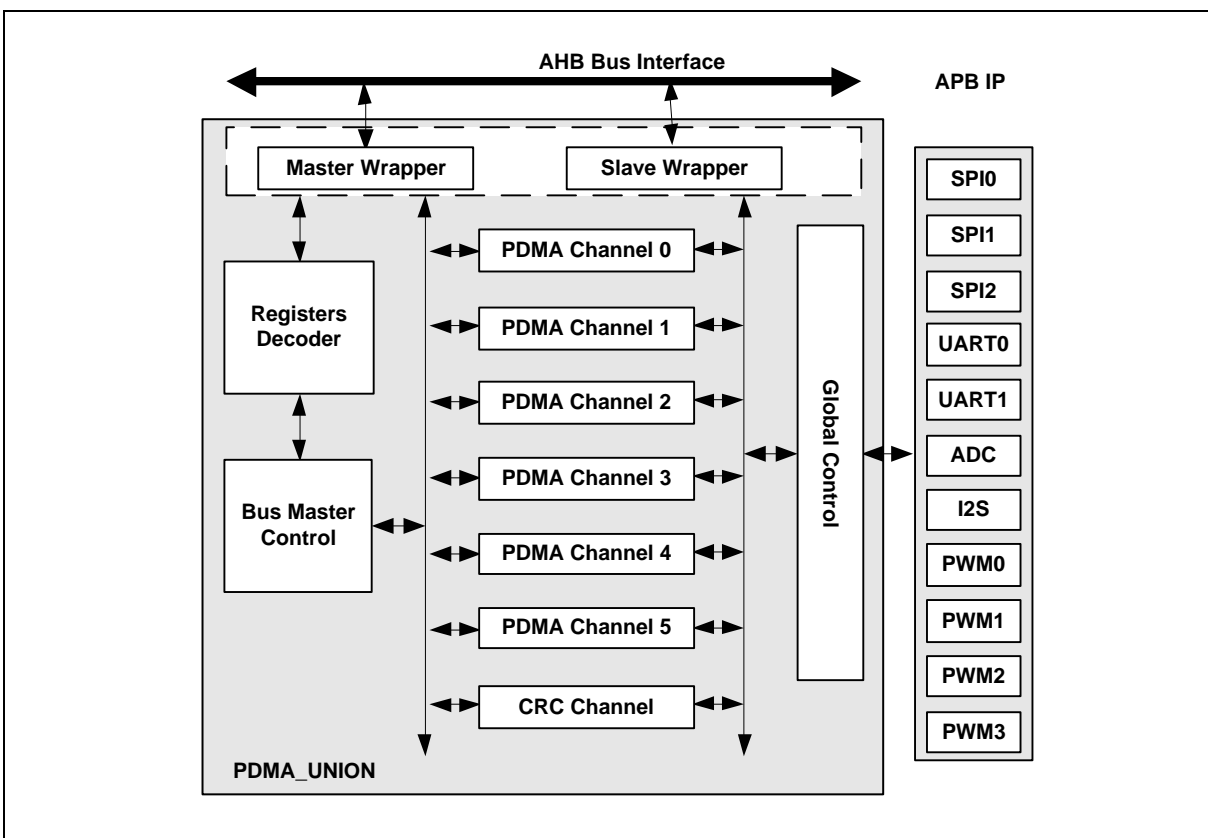 AHB Bus Interface
APB IP
Master Wrapper
Slave Wrapper
Registers
Decoder
Bus Master
Control
PDMA Channel 0
PDMA Channel 1
PDMA Channel 2
PDMA Channel 3
PDMA Channel 4
PDMA Channel 5
CRC Channel
Global Control
SPI0
SPI1
SPI2
UART0
UART1
ADC
I2S
PWM0
PWM1
PWM2
PWM3
PDMA_UNION